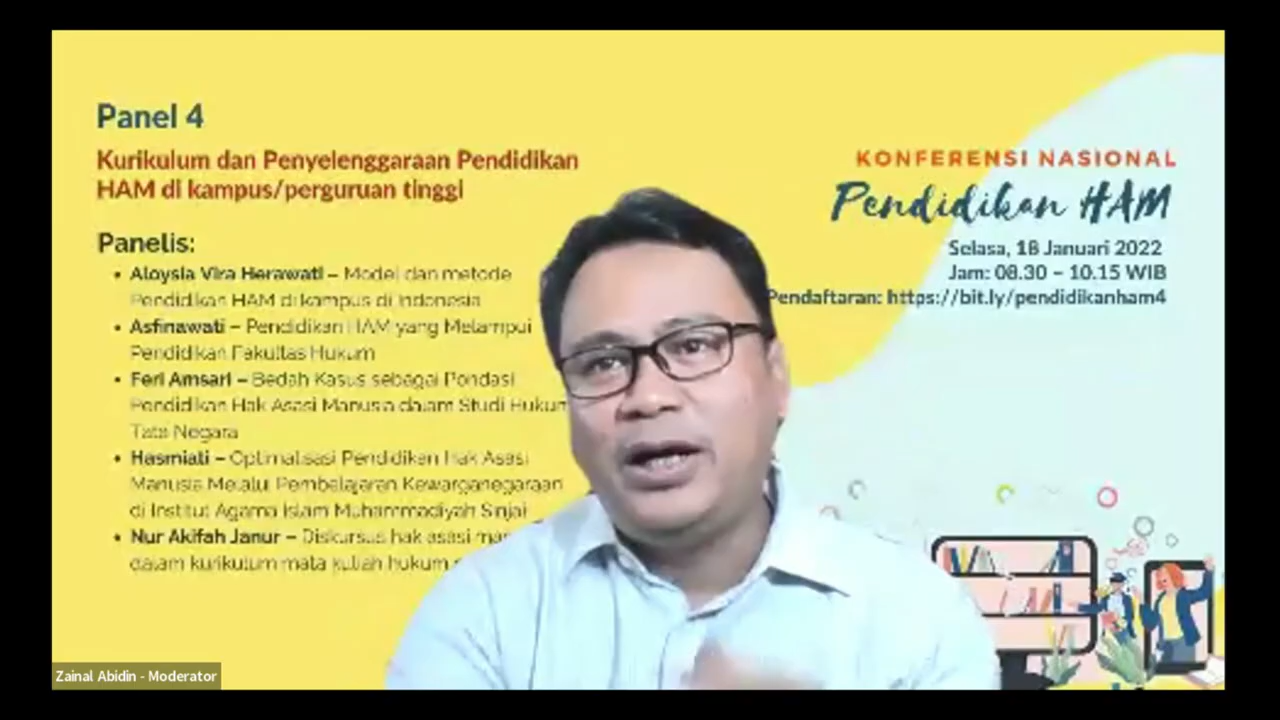 Panel 4
Kurikulum dan Penyelenggaraan Pendidikan
HAM di kampus/perguruan tinggi
Panelis:
• Aloysia Vira Herawati – Model dan metode
Pendidikan HAM di kampus di Indonesia
• Asfinawati – Pendidikan HAM yang Melampui
Pendidikan Fakultas Hukum
• Feri Amsari – Bedah Kasus sebagai Pondasi
Pendidikan Hak Asasi Manusia dalam Studi Hukum
Tata Negara
• Hasmiati – Optimalisasi Pendidikan Hak Asasi
Manusia Melalui Pembelajaran Kewarganegaraan
di Institut Agama Islam Muhammadiyah Sinjai
• Nur Akifah Janur – Diskursus hak asasi
dalam kurikulum mata kuliah hukum
KONFERENSI NASIONAL
Pendidikan HAM
Selasa, 18 Januari 2022
Jam: 08.30 – 10.15 WIB
Pendaftaran: https://bit.ly/pendidikanham4
Zainal Abidin - Moderator